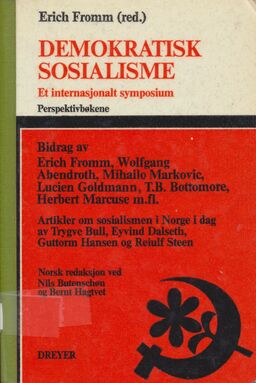 Erich Fromm (red.)
DEMOKRATISK
SOSIALISME
Et internasjonalt symposium
Perspektivbøkene
Bidrag av
Erich Fromm, Wolfgang
Abendroth, Mihailo Markovic,
Lucien Goldmann, T.B. Bottomore,
Herbert Marcuse m.fl.
Artikler om sosialismen i Norge i dag
av Trygve Bull, Eyvind Dalseth,
Guttorm Hansen og Reiulf Steen
Norsk redaksjon ved
Nils Butenschøn
og Bernt Hagtvet
DREYER